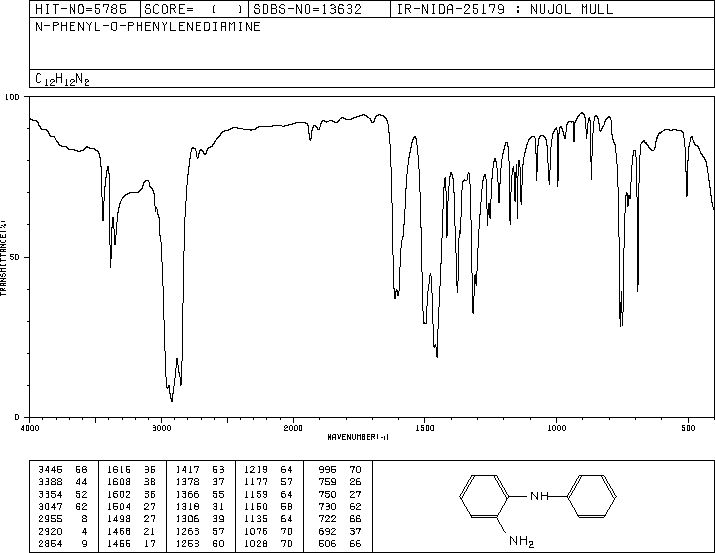 HIT-NO=5785 SCORE= ( ) SDBS-NO=13632 IR-NIDA-25179 : NUJOL MULL
N-PHENYL-O-PHENYLENEDIAMINE
C12H12N2
100
50
0
TRANSMITTANCE(%)
4000 3000 2000 1500 1000 500
WAVENUMBER(-1)
3445 1615 36 1417 53 1219 64 996 70
3388 44 1608 38 1378 37 1177 57 759 26
3354 52 1602 36 1366 55 1159 64 750 27
3047 62 1504 27 1318 31 1150 58 730 62
2955 8 1498 27 1306 39 1135 64 722 66
2920 4 1468 21 1263 57 1076 70 692 37
2854 9 1456 17 1253 60 1028 70 506 66
NH
NH2